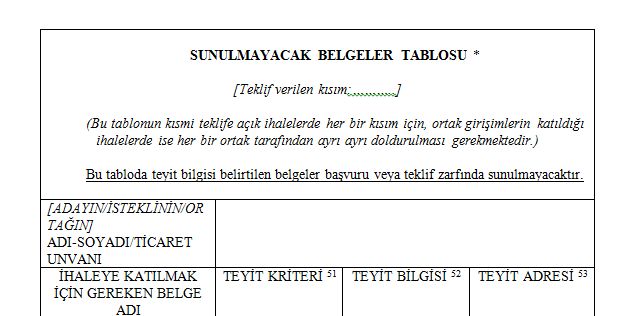 SUNULMAYACAK BELGELER TABLOSU *
[Teklif verilen kısım:............]
(Bu tablonun kısmi teklife açık ihalelerde her bir kısım için, ortak girişimlerin katıldığı
ihalelerde ise her bir ortak tarafından ayrı ayrı doldurulması gerekmektedir.)
Bu tabloda teyit bilgisi belirtilen belgeler başvuru veya teklif zarfında sunulmayacaktır.
[ADAYIN/İSTEKLİNİN/OR
TAĞIN]
ADI-SOYADI/TİCARET
UNVANI
İHALEYE KATILMAK
İÇİN GEREKEN BELGE
ADI
TEYİT KRİTERİ 51
TEYİT BİLGİSİ 52
TEYİT ADRESİ 53